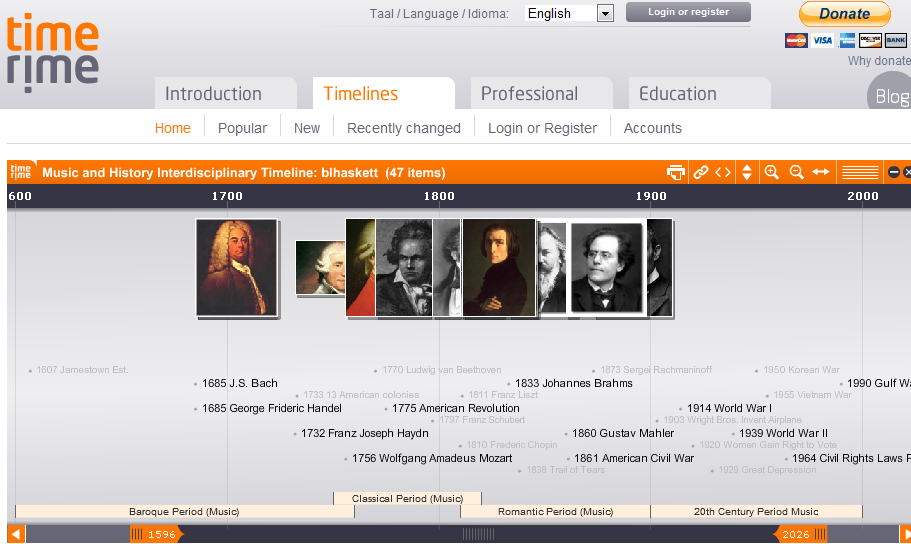 Taal / Language / Idioma: English Login or register Donate
time
rime
VISA DISCOVER BANK
Why donate
Introduction Timelines Professional Education
Blog
Home Popular New Recently changed Login or Register Accounts
time
rime
Music and History Interdisciplinary Timeline: blhaskett (47 items)
600 1700 1800 1900 2000
1607 Jamestown Est. 1770 Ludwig van Beethoven 1873 Sergei Rachmaninoff 1950 Korean War
1685 J.S. Bach 1833 Johannes Brahms 1990 Gulf Wa
1733 13 American colonies 1811 Franz Liszt 1955 Vietnam War
1685 George Frideric Handel 1775 American Revolution 1914 World War I
1797 Franz Schubert 1903 Wright Bros. Invent Airplane
1732 Franz Joseph Haydn 1860 Gustav Mahler 1939 World War II
1810 Frederic Chopin 1920 Women Gain Right to Vote
1756 Wolfgang Amadeus Mozart 1861 American Civil War 1964 Civil Rights Laws P
1838 Trail of Tears 1929 Great Depression
Classical Period (Music)
Baroque Period (Music) Romantic Period (Music) 20th Century Period Music
1596 2026